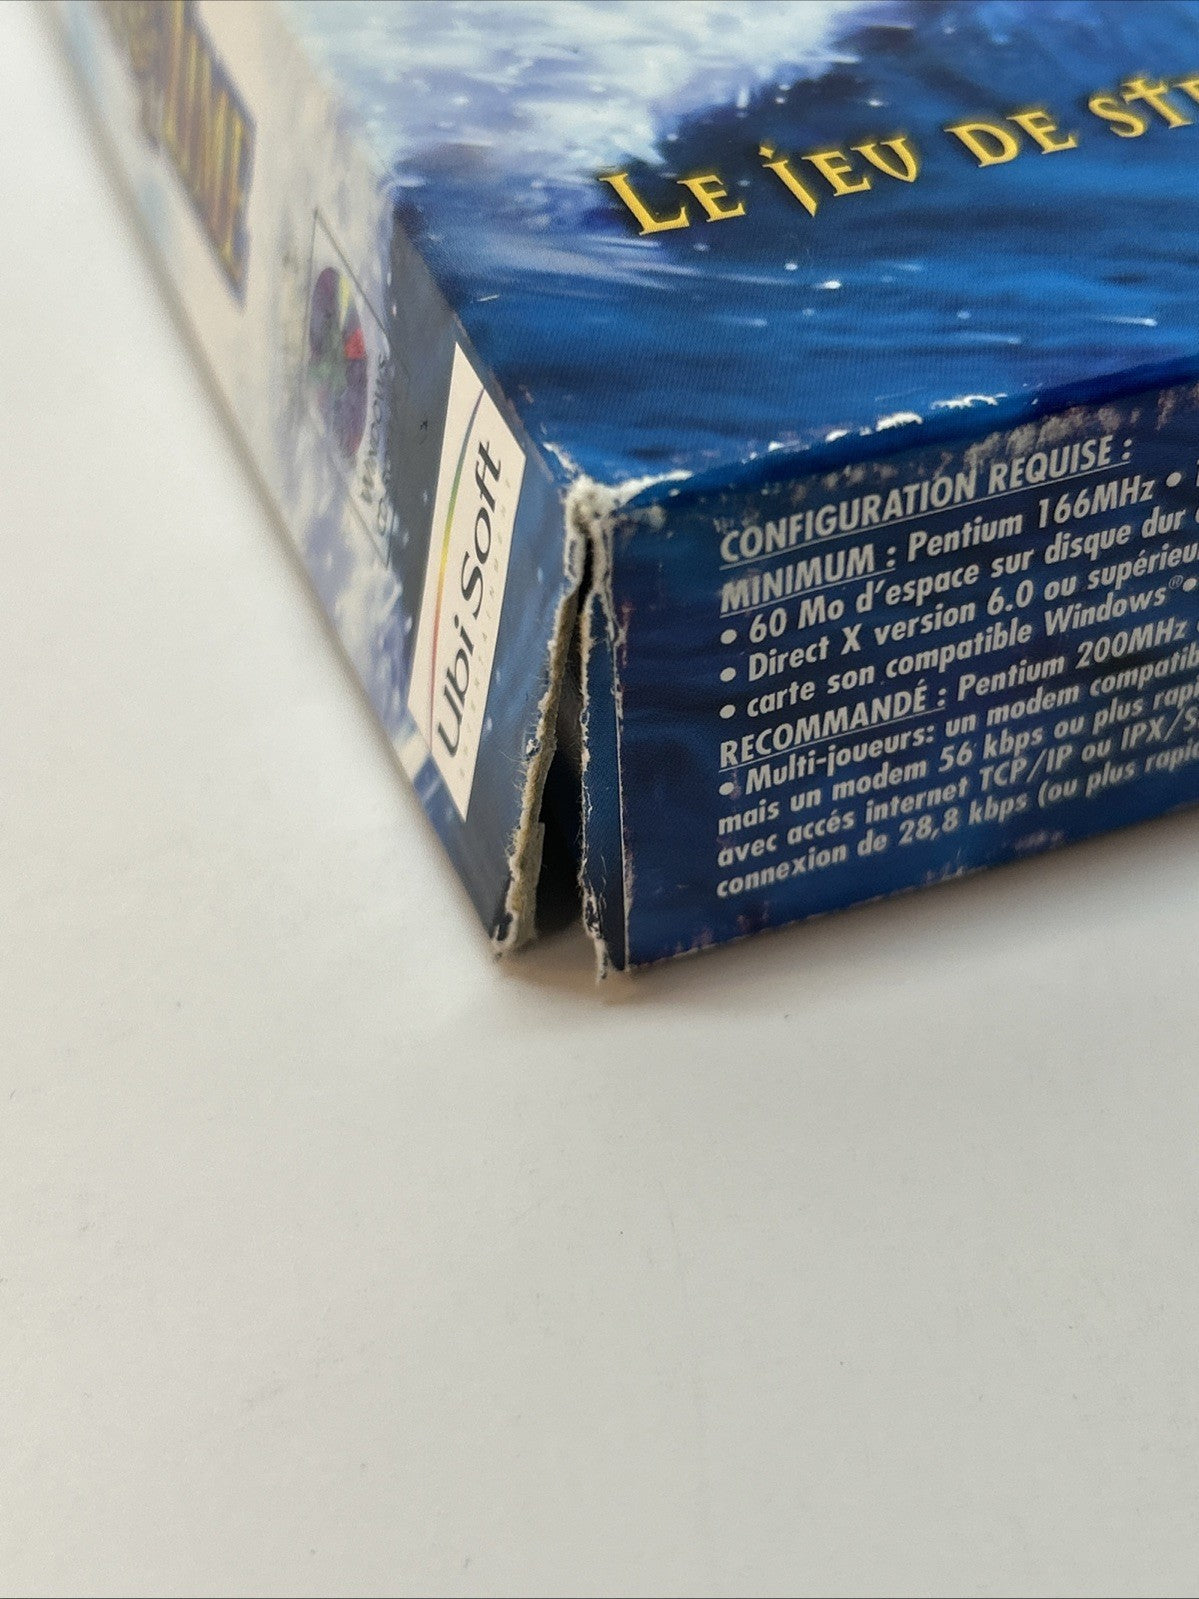 LE JEU DE STR
Ubi Soft
CONFIGURATION REQUISE :
MINIMUM : Pentium 166MHz •
• 60 Mo d'espace sur disque dur
• Direct X version 6.0 ou supérieu
• carte son compatible Windows®
RECOMMANDÉ : Pentium 200MHz
• Multi-joueurs: un modem compatib
mais un modem 56 kbps ou plus rapi
avec accés internet TCP/IP ou IPX/S
connexion de 28,8 kbps (ou plus rapi